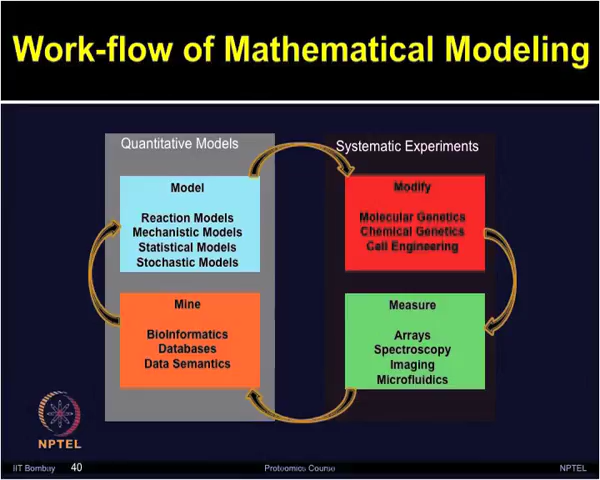 Work-flow of Mathematical Modeling
Quantitative Models
Systematic Experiments
Model
Reaction Models
Mechanistic Models
Statistical Models
Stochastic Models
Modify
Molecular Genetics
Chemical Genetics
Cell Engineering
Mine
BioInformatics
Databases
Data Semantics
Measure
Arrays
Spectroscopy
Imaging
Microfluidics
NPTEL
IIT Bombay 40 Proteomics Course NPTEL